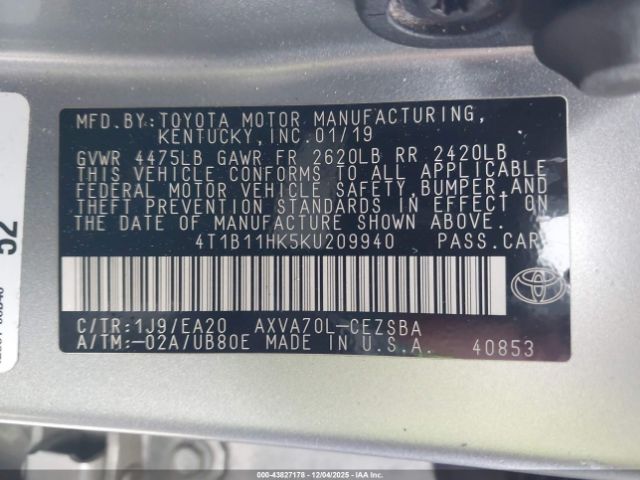 MFD.BY:TOYOTA MOTOR MANUFACTURING,
KENTUCKY,INC.01/19
GVWR 4475LB GAWR FR 2620LB RR 2420LB
THIS VEHICLE CONFORMS TO ALL APPLICABLE
FEDERAL MOTOR VEHICLE SAFETY,BUMPER,AND
THEFT PREVENTION STANDARDS IN EFFECT ON
THE DATE OF MANUFACTURE SHOWN ABOVE.
4T1B11HK5KU209940 PASS.CAR
C/TR:1J9/EA20 AXVA70L-CEZSBA
A/TM:-02A/UB80E MADE IN U.S.A. 40853
52
000-43827178 - 12/04/2025 - IAAI.COM